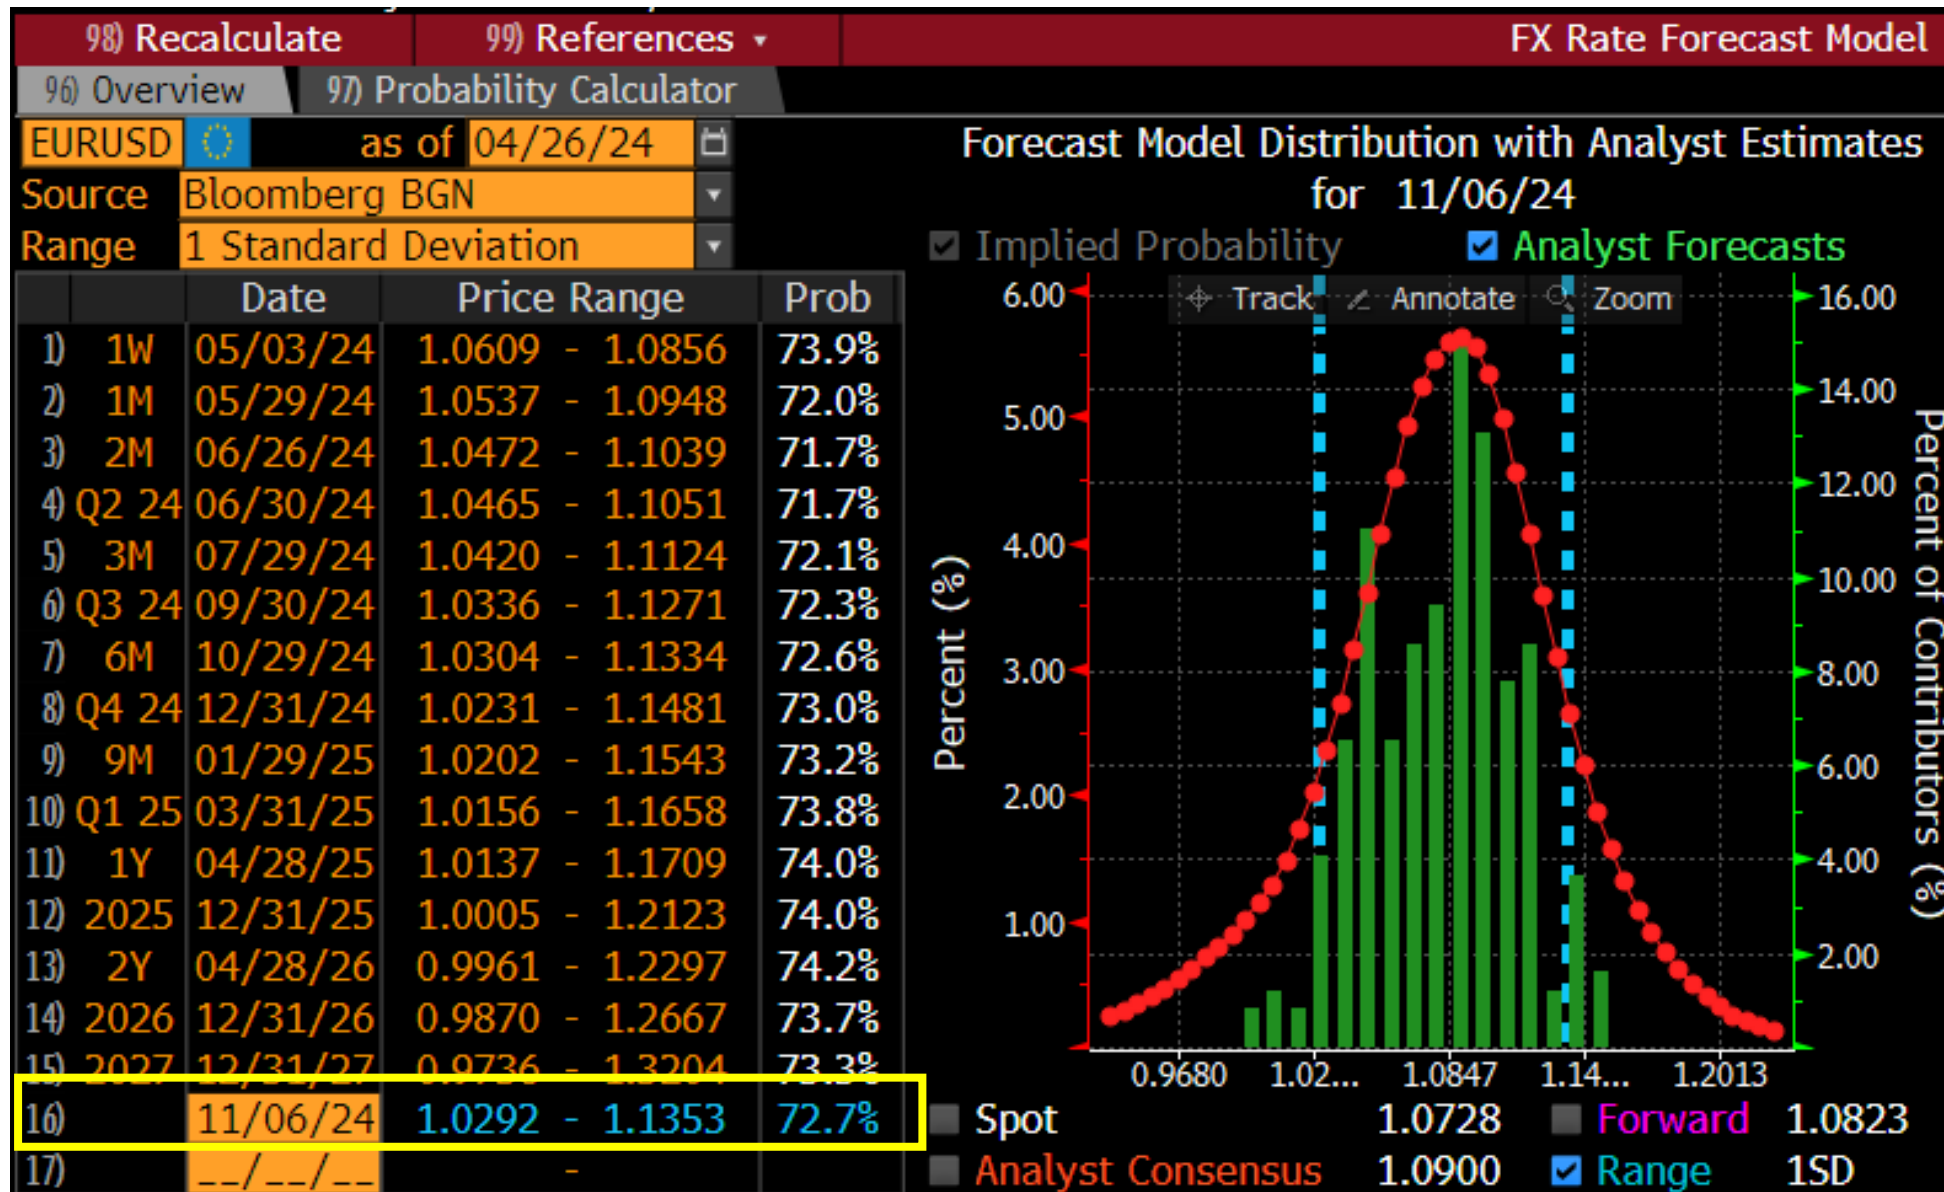 98) Recalculate 99) References FX Rate Forecast Model
96) Overview 97) Probability Calculator
EURUSD as of 04/26/24
Source Bloomberg BGN
Range 1 Standard Deviation
Date Price Range Prob
1) 1W 05/03/24 1.0609 - 1.0856 73.9%
2) 1M 05/29/24 1.0537 - 1.0948 72.0%
3) 2M 06/26/24 1.0472 - 1.1039 71.7%
4) Q2 24 06/30/24 1.0465 - 1.1051 71.7%
5) 3M 07/29/24 1.0420 - 1.1124 72.1%
6) Q3 24 09/30/24 1.0336 - 1.1271 72.3%
7) 6M 10/29/24 1.0304 - 1.1334 72.6%
8) Q4 24 12/31/24 1.0231 - 1.1481 73.0%
9) 9M 01/29/25 1.0202 - 1.1543 73.2%
10) Q1 25 03/31/25 1.0156 - 1.1658 73.8%
11) 1Y 04/28/25 1.0137 - 1.1709 74.0%
12) 2025 12/31/25 1.0005 - 1.2123 74.0%
13) 2Y 04/28/26 0.9961 - 1.2297 74.2%
14) 2026 12/31/26 0.9870 - 1.2667 73.7%
15) 2027 12/31/27 0.9736 - 1.3204 73.3%
16) 11/06/24 1.0292 - 1.1353 72.7%
17) __/__/__ -
Forecast Model Distribution with Analyst Estimates
for 11/06/24
Implied Probability Analyst Forecasts
Track Annotate Zoom
Percent (%)
6.00
5.00
4.00
3.00
2.00
1.00
16.00
14.00
12.00
10.00
8.00
6.00
4.00
2.00
Percent of Contributors (%)
0.9680 1.02... 1.0847 1.14... 1.2013
Spot 1.0728 Forward 1.0823
Analyst Consensus 1.0900 Range 1SD